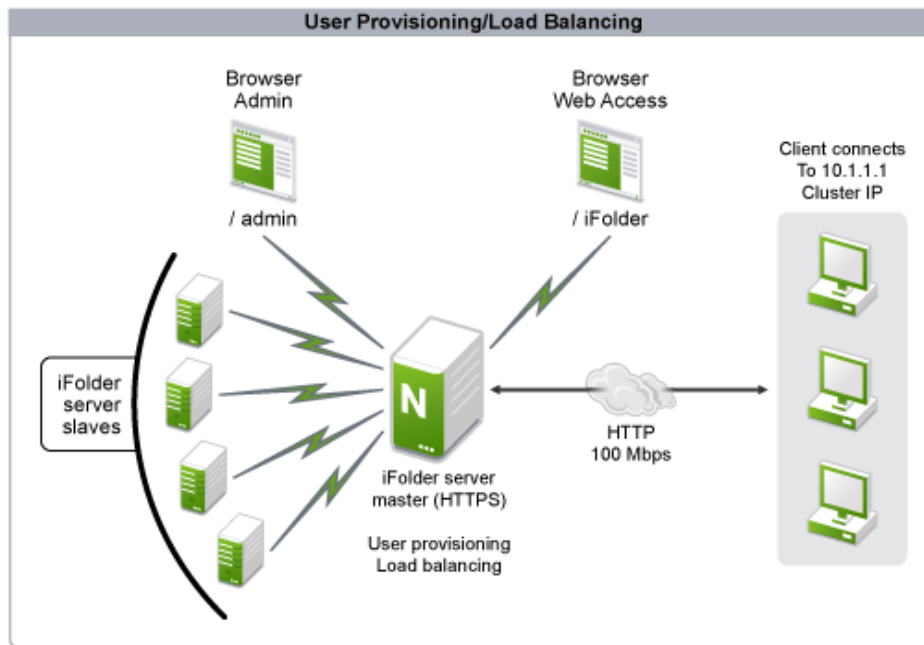 User Provisioning/Load Balancing
Browser
Admin
/ admin
Browser
Web Access
/ iFolder
Client connects
To 10.1.1.1
Cluster IP
iFolder
server
slaves
N
iFolder server
master (HTTPS)
User provisioning
Load balancing
HTTP
100 Mbps